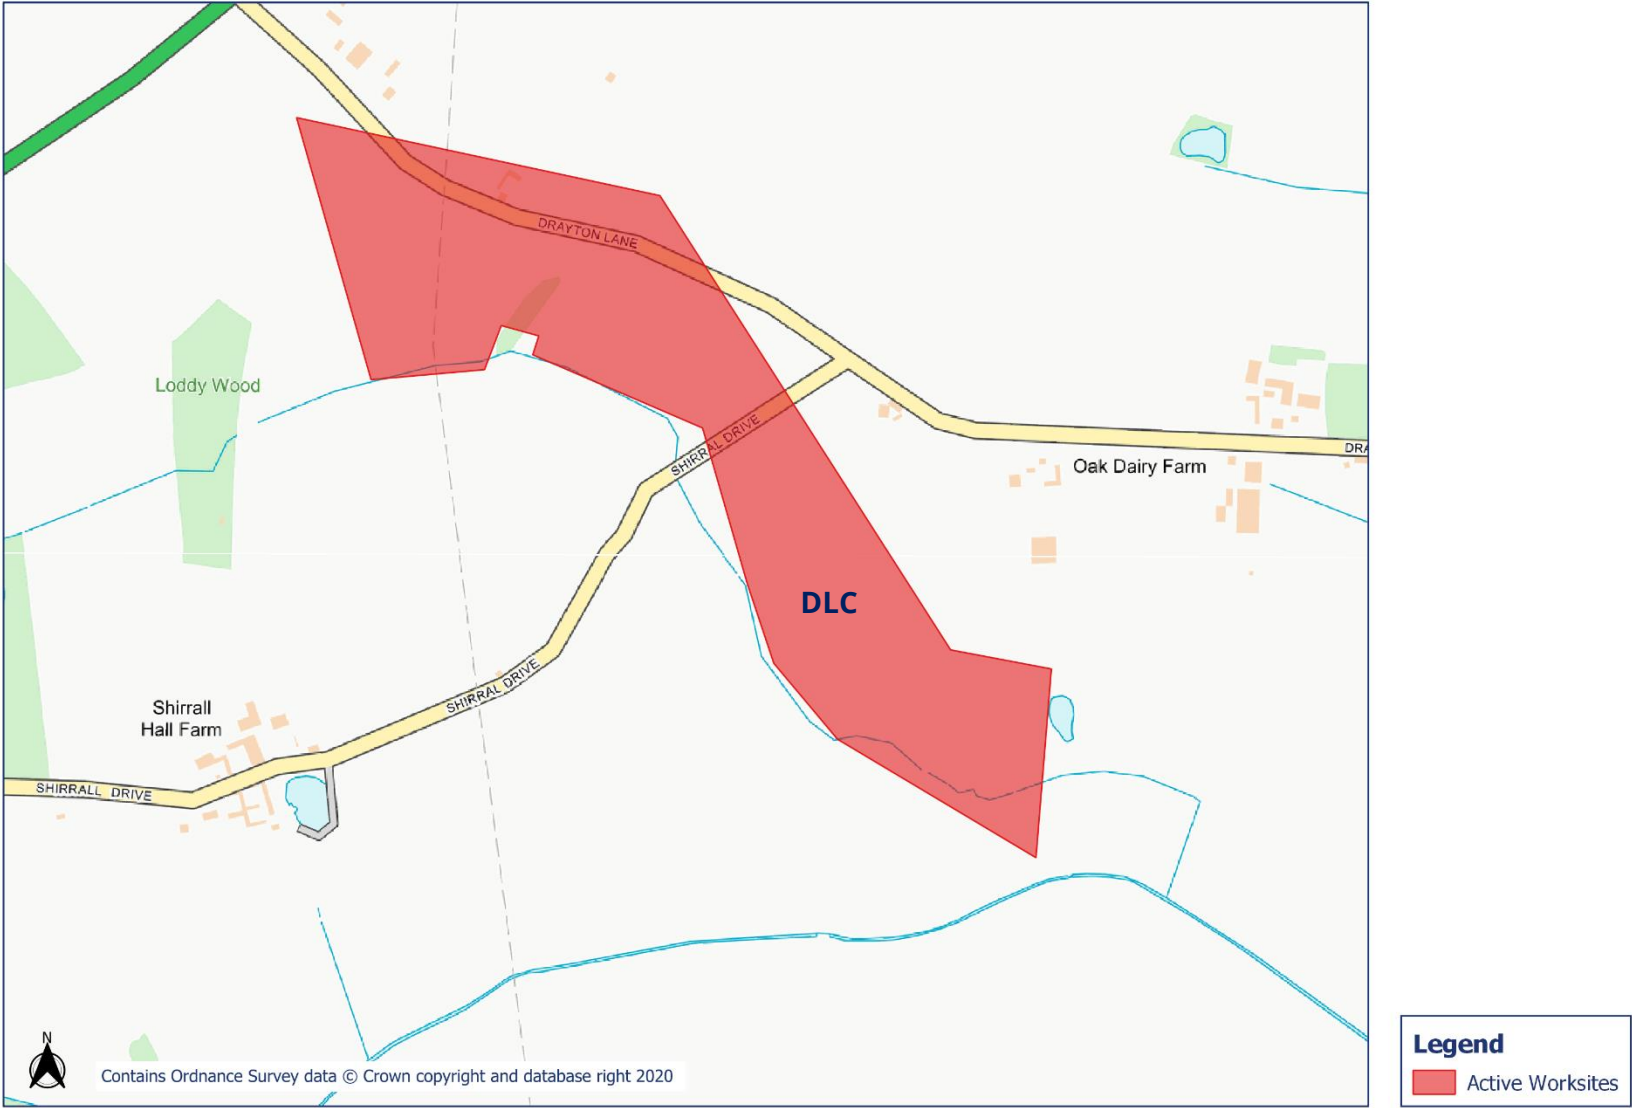 DRAYTON LANE
Loddy Wood
SHIRRAL DRIVE
DRA
Oak Dairy Farm
DLC
SHIRRAL DRIVE
Shirrall
Hall Farm
SHIRRALL DRIVE
N
Contains Ordnance Survey data © Crown copyright and database right 2020
Legend
Active Worksites